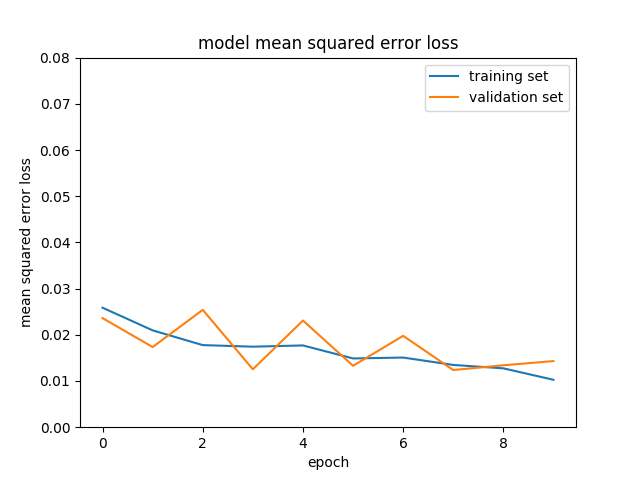 model mean squared error loss
training set
validation set
mean squared error loss
0.08
0.07
0.06
0.05
0.04
0.03
0.02
0.01
0.00
0 2 4 6 8
epoch